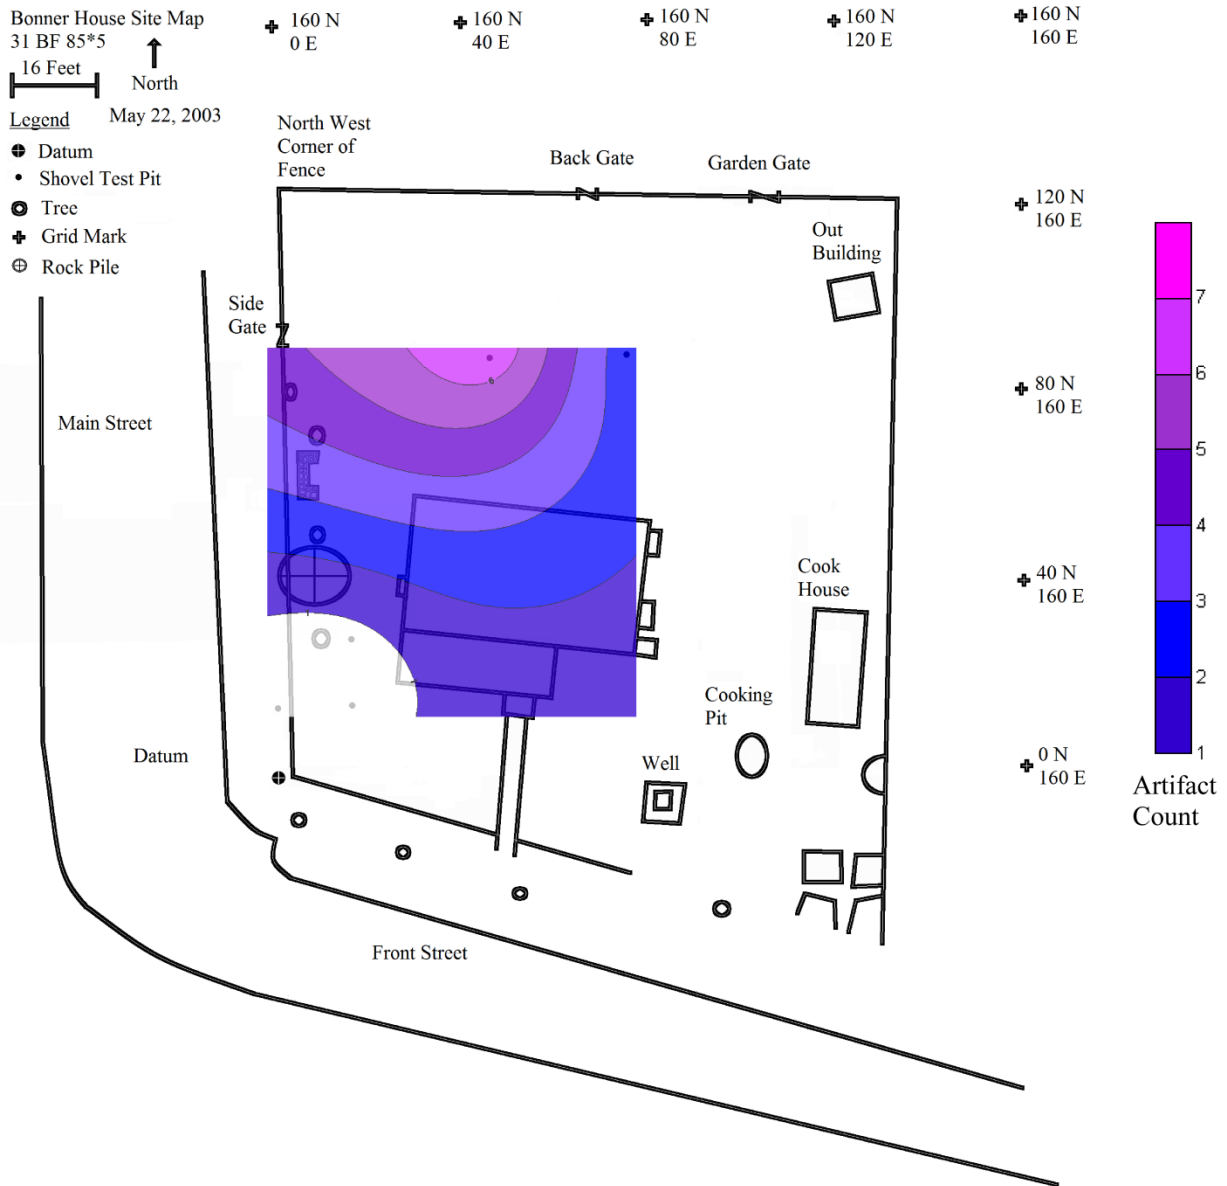 Bonner House Site Map
31 BF 85*5
16 Feet
North
May 22, 2003
Legend
Datum
Shovel Test Pit
Tree
Grid Mark
Rock Pile
160 N
0 E
160 N
40 E
160 N
80 E
160 N
120 E
160 N
160 E
North West
Corner of
Fence
Back Gate
Garden Gate
120 N
160 E
Out
Building
Side
Gate
80 N
160 E
Main Street
7
6
5
4
3
2
1
Artifact
Count
Cook
House
40 N
160 E
Cooking
Pit
Datum
Well
0 N
160 E
Front Street